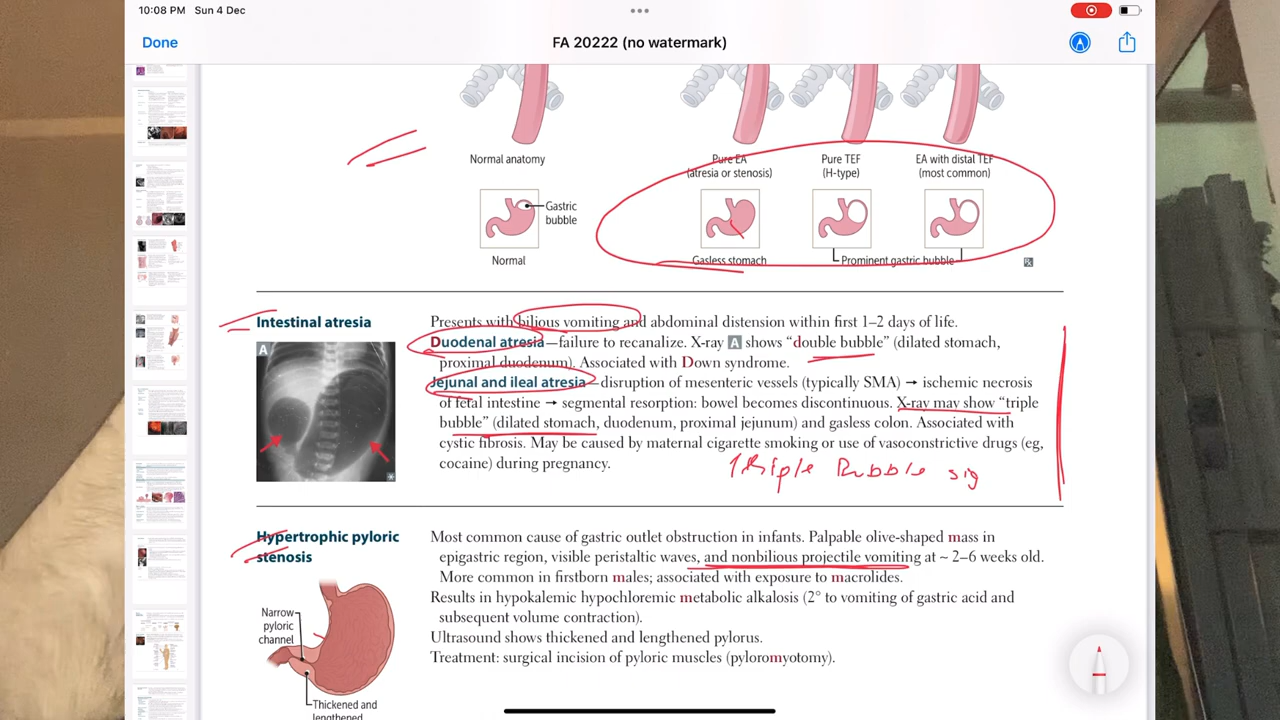 10:08 PM Sun 4 Dec
Done
FA 20222 (no watermark)
Normal anatomy
Pure EA
(atresia or stenosis)
Pure TEF
(H-type)
EA with distal TEF
(most common)
Gastric
bubble
Normal
Gasless stomach
Prominent gastric bubble
Intestinal atresia
Presents with bilious vomiting and abdominal distension within 1st 1–2 days of life.
Duodenal atresia—failure to recanalize. X-ray A shows “double bubble” (dilated stomach,
proximal duodenum). Associated with Down syndrome.
Jejunal and ileal atresia—disruption of mesenteric vessels (typically SMA) → ischemic necrosis
of fetal intestine → segmental resorption: bowel becomes discontinuous. X-ray may show “triple
bubble” (dilated stomach, duodenum, proximal jejunum) and gasless colon. Associated with
cystic fibrosis. May be caused by maternal cigarette smoking or use of vasoconstrictive drugs (eg,
cocaine) during pregnancy.
A
Triple Bubble sig
Hypertrophic pyloric
stenosis
Most common cause of gastric outlet obstruction in infants. Palpable olive-shaped mass in
epigastric region, visible peristaltic waves, and nonbilious projectile vomiting at ∼ 2–6 weeks old.
More common in firstborn males; associated with exposure to macrolides.
Results in hypokalemic hypochloremic metabolic alkalosis (2° to vomiting of gastric acid and
subsequent volume contraction).
Ultrasound shows thickened and lengthened pylorus.
Treatment: surgical incision of pyloric muscles (pyloromyotomy).
Narrow
pyloric
channel
Thickened and
lengthened